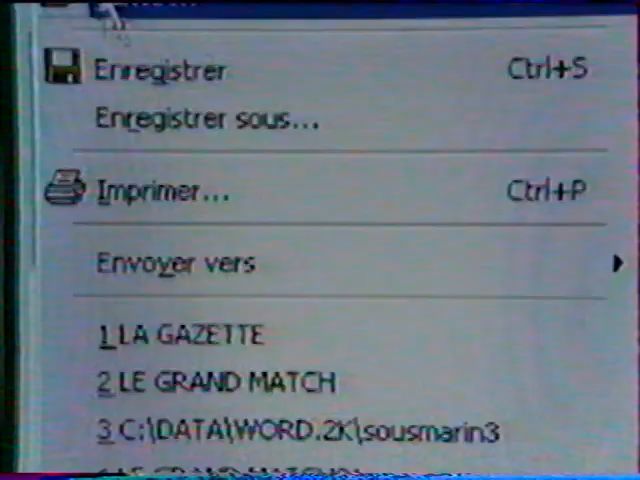 Enregistrer Ctrl+S
Enregistrer sous...
Imprimer... Ctrl+P
Envoyer vers
1 LA GAZETTE
2 LE GRAND MATCH
3 C:\DATA\WORD.2K\sousmarin3